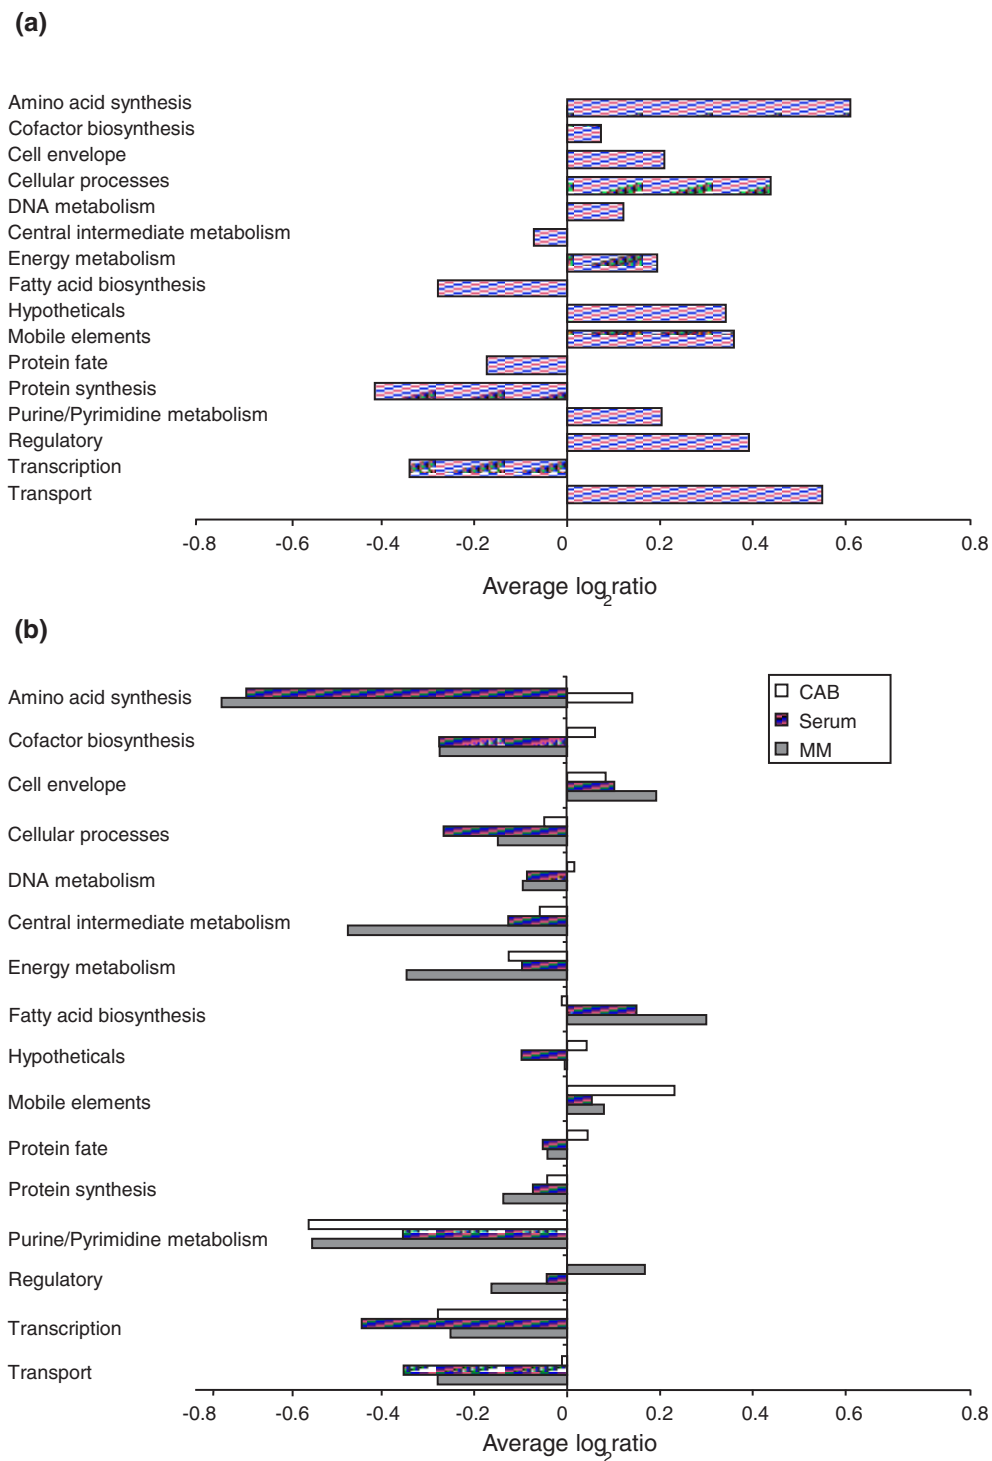 (a)
Amino acid synthesis
Cofactor biosynthesis
Cell envelope
Cellular processes
DNA metabolism
Central intermediate metabolism
Energy metabolism
Fatty acid biosynthesis
Hypotheticals
Mobile elements
Protein fate
Protein synthesis
Purine/Pyrimidine metabolism
Regulatory
Transcription
Transport
-0.8 -0.6 -0.4 -0.2 0 0.2 0.4 0.6 0.8
Average log2 ratio
(b)
Amino acid synthesis
Cofactor biosynthesis
Cell envelope
Cellular processes
DNA metabolism
Central intermediate metabolism
Energy metabolism
Fatty acid biosynthesis
Hypotheticals
Mobile elements
Protein fate
Protein synthesis
Purine/Pyrimidine metabolism
Regulatory
Transcription
Transport
CAB
Serum
MM
-0.8 -0.6 -0.4 -0.2 0 0.2 0.4 0.6 0.8
Average log2 ratio